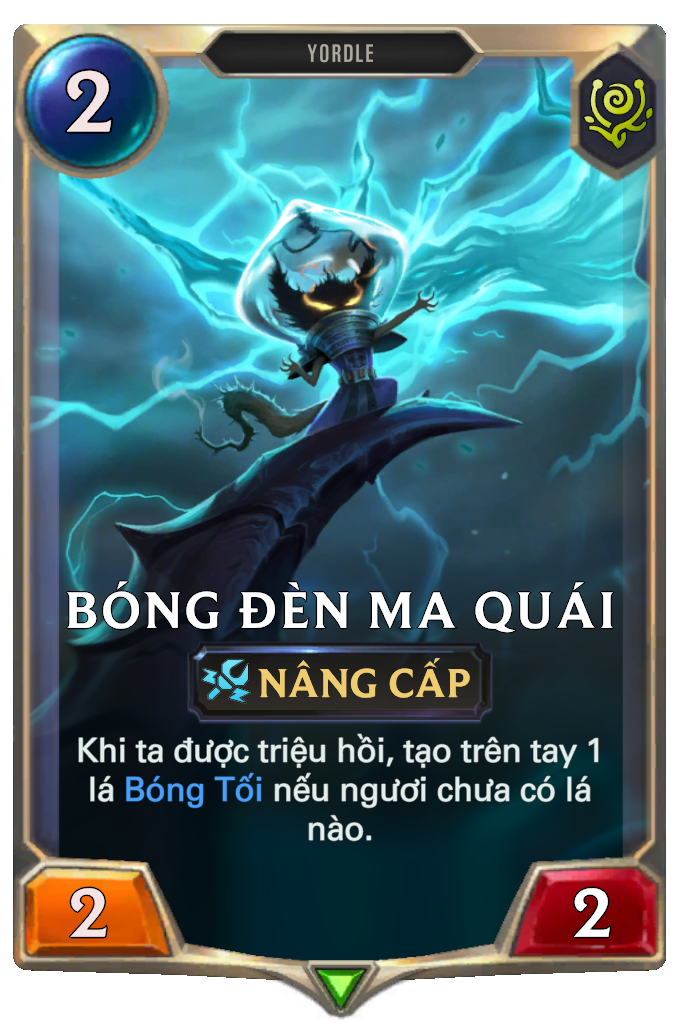 YORDLE
2
BÓNG ĐÈN MA QUÁI
NÂNG CẤP
Khi ta được triệu hồi, tạo trên tay 1
lá Bóng Tối nếu ngươi chưa có lá
nào.
2
2